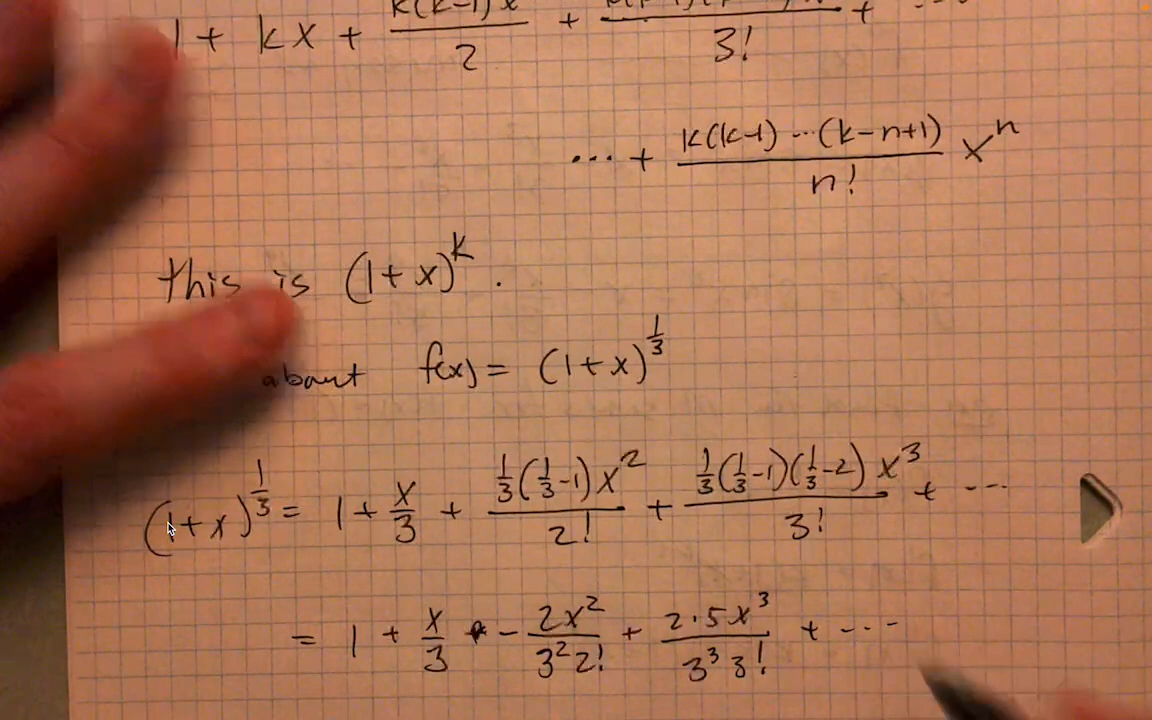 1 + kx + k(k-1)x / 2 + / 3! + ...
... + k(k-1)...(k-n+1) / n! x^n
this is (1+x)^k.
about f(x) = (1+x)^(1/3)
(1+x)^(1/3) = 1 + x/3 + 1/3(1/3-1)x^2 / 2! + 1/3(1/3-1)(1/3-2)x^3 / 3! + ...
= 1 + x/3 - 2x^2 / 3^2 2! + 2·5x^3 / 3^3 3! + ...